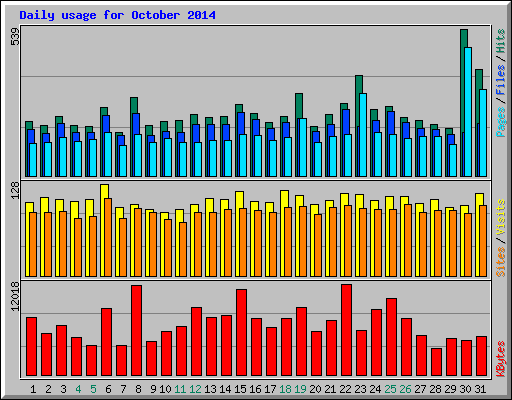 Daily usage for October 2014
539
Pages / Files / Hits
128
Sites / Visits
12018
KBytes
1 2 3 4 5 6 7 8 9 10 11 12 13 14 15 16 17 18 19 20 21 22 23 24 25 26 27 28 29 30 31